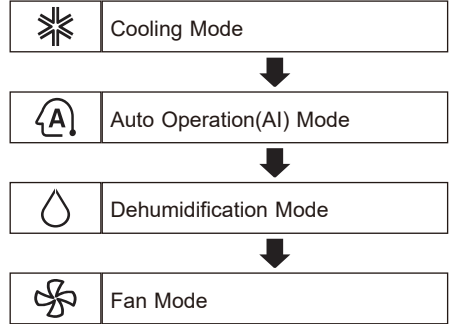 Cooling Mode
A Auto Operation(AI) Mode
Dehumidification Mode
Fan Mode